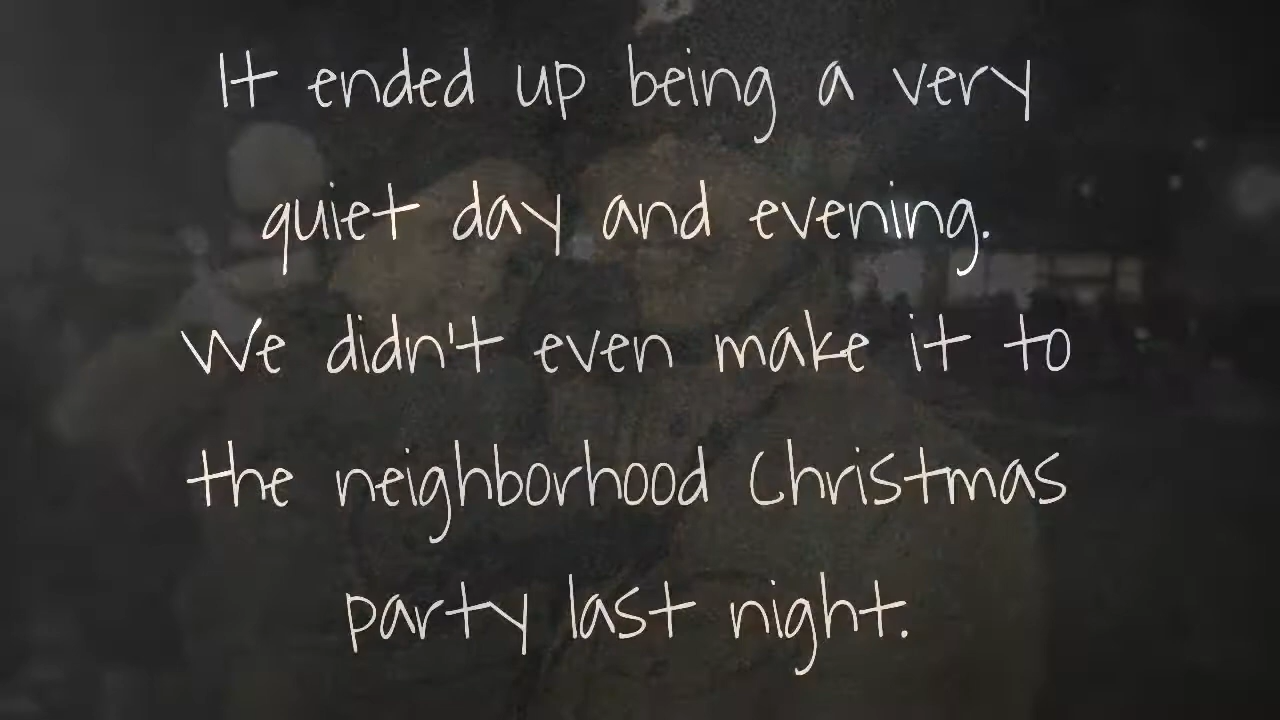 It ended up being a very
quiet day and evening.
We didn't even make it to
the neighborhood Christmas
party last night.